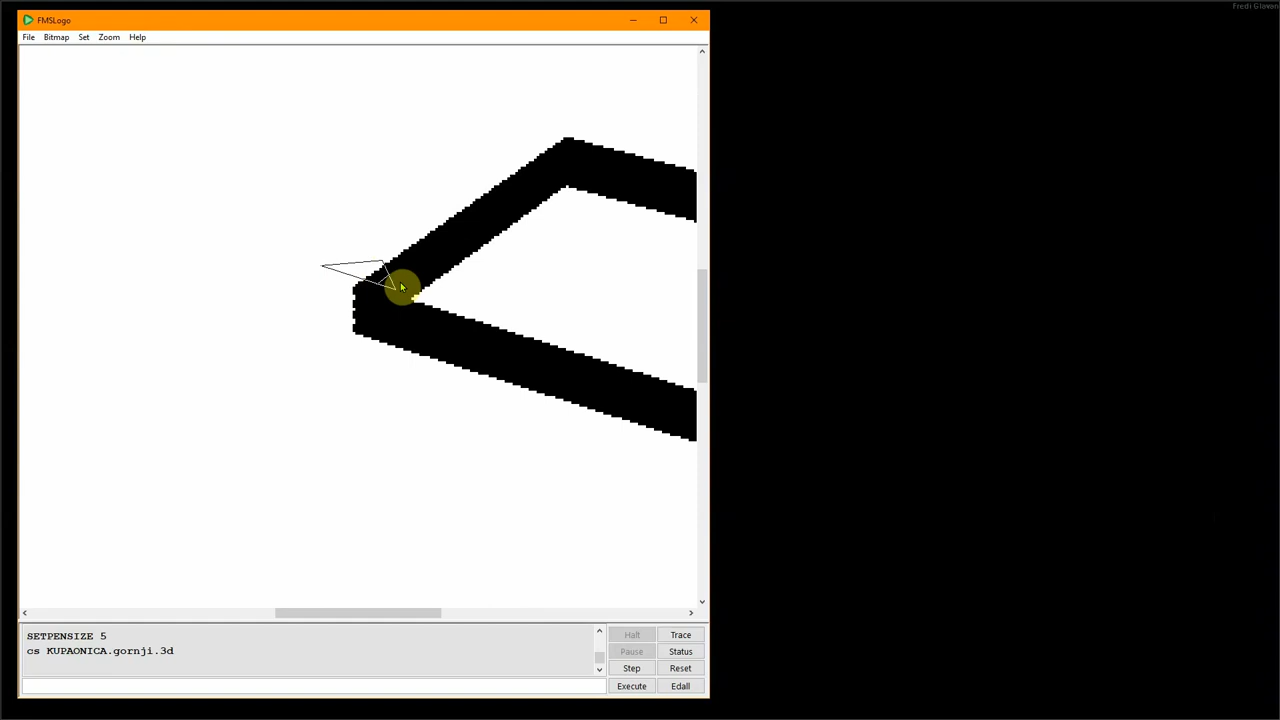 Fredi Glavan
FMSLogo
File Bitmap Set Zoom Help
SETPENSIZE 5
cs KUPAONICA.gornji.3d
Halt Trace
Pause Status
Step Reset
Execute Edall